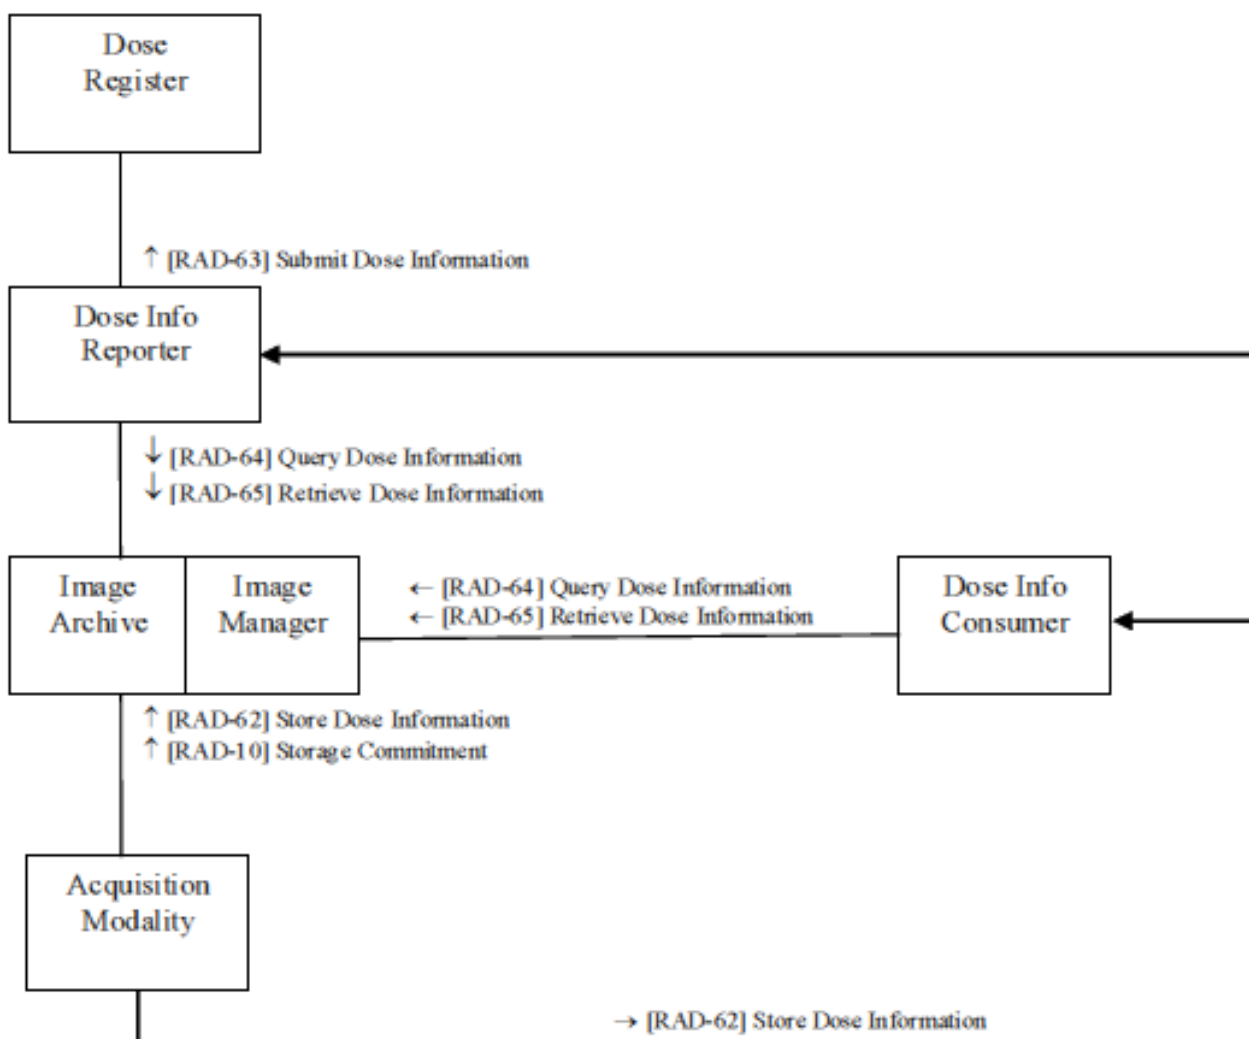 Dose
Register
↑ [RAD-63] Submit Dose Information
Dose Info
Reporter
↓ [RAD-64] Query Dose Information
↓ [RAD-65] Retrieve Dose Information
Image
Archive
Image
Manager
← [RAD-64] Query Dose Information
← [RAD-65] Retrieve Dose Information
Dose Info
Consumer
↑ [RAD-62] Store Dose Information
↑ [RAD-10] Storage Commitment
Acquisition
Modality
→ [RAD-62] Store Dose Information